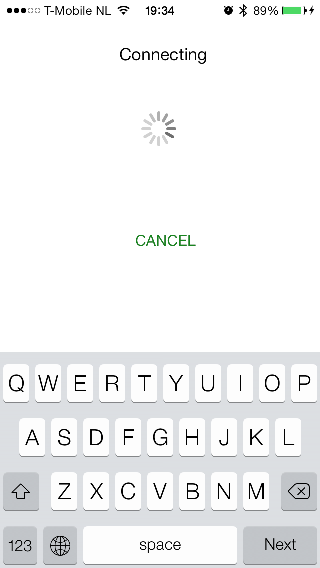 T-Mobile NL 19:34 89%
Connecting
CANCEL
Q W E R T Y U I O P
A S D F G H J K L
Z X C V B N M
123 space Next